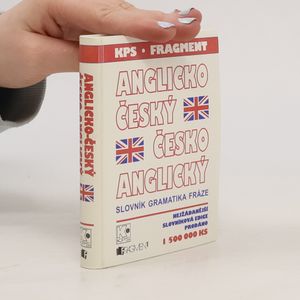 KPS • FRAGMENT
ANGLICKO
ČESKÝ
ČESKO
ANGLICKÝ
SLOVNÍK GRAMATIKA FRÁZE
NEJŽÁDANĚJŠÍ
SLOVNÍKOVÁ EDICE
PRODÁNO
1 500 000 KS
FRAGMENT
ANGLICKO-ČESKÝ
ČESKO ANGLICKÝ